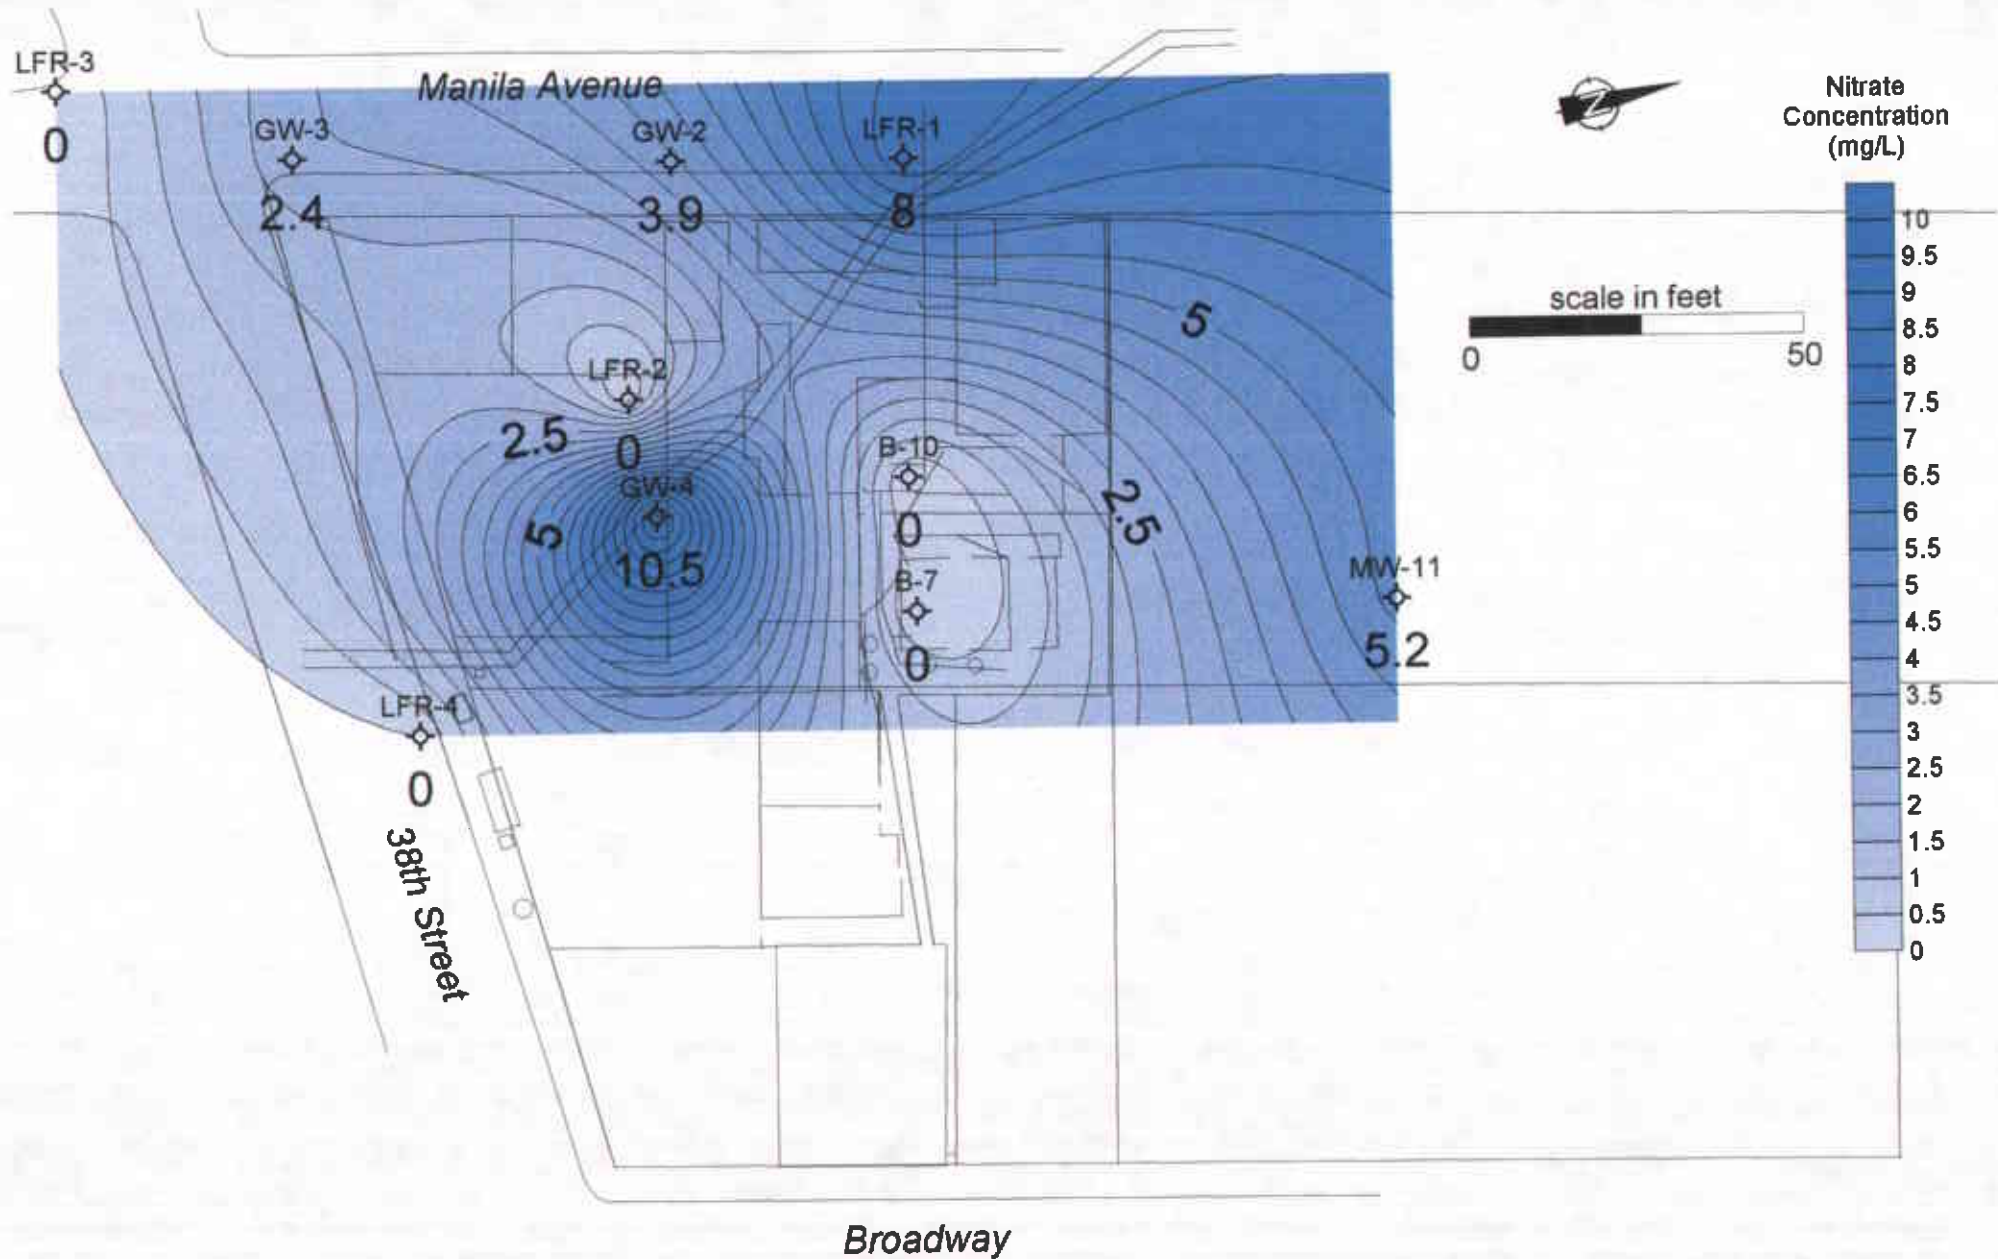 LFR-3
0
Manila Avenue
GW-3
2.4
GW-2
3.9
LFR-1
8
N
Nitrate
Concentration
(mg/L)
10
9.5
9
8.5
8
7.5
7
6.5
6
5.5
5
4.5
4
3.5
3
2.5
2
1.5
1
0.5
0
scale in feet
0 50
5
LFR-2
0
2.5
GW-4
10.5
5
B-10
0
B-7
0
2.5
MW-11
5.2
LFR-4
0
38th Street
Broadway